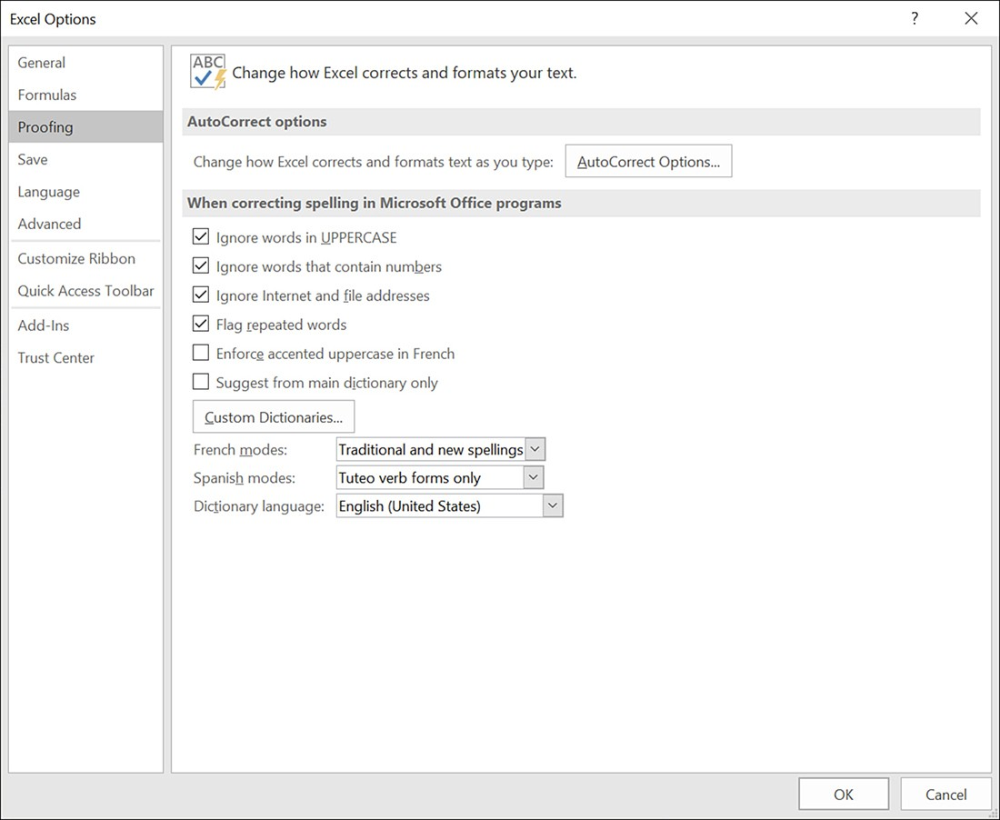 Excel Options
?
General
Formulas
Proofing
Save
Language
Advanced
Customize Ribbon
Quick Access Toolbar
Add-Ins
Trust Center
ABC
Change how Excel corrects and formats your text.
AutoCorrect options
Change how Excel corrects and formats text as you type: AutoCorrect Options...
When correcting spelling in Microsoft Office programs
Ignore words in UPPERCASE
Ignore words that contain numbers
Ignore Internet and file addresses
Flag repeated words
Enforce accented uppercase in French
Suggest from main dictionary only
Custom Dictionaries...
French modes: Traditional and new spellings
Spanish modes: Tuteo verb forms only
Dictionary language: English (United States)
OK Cancel